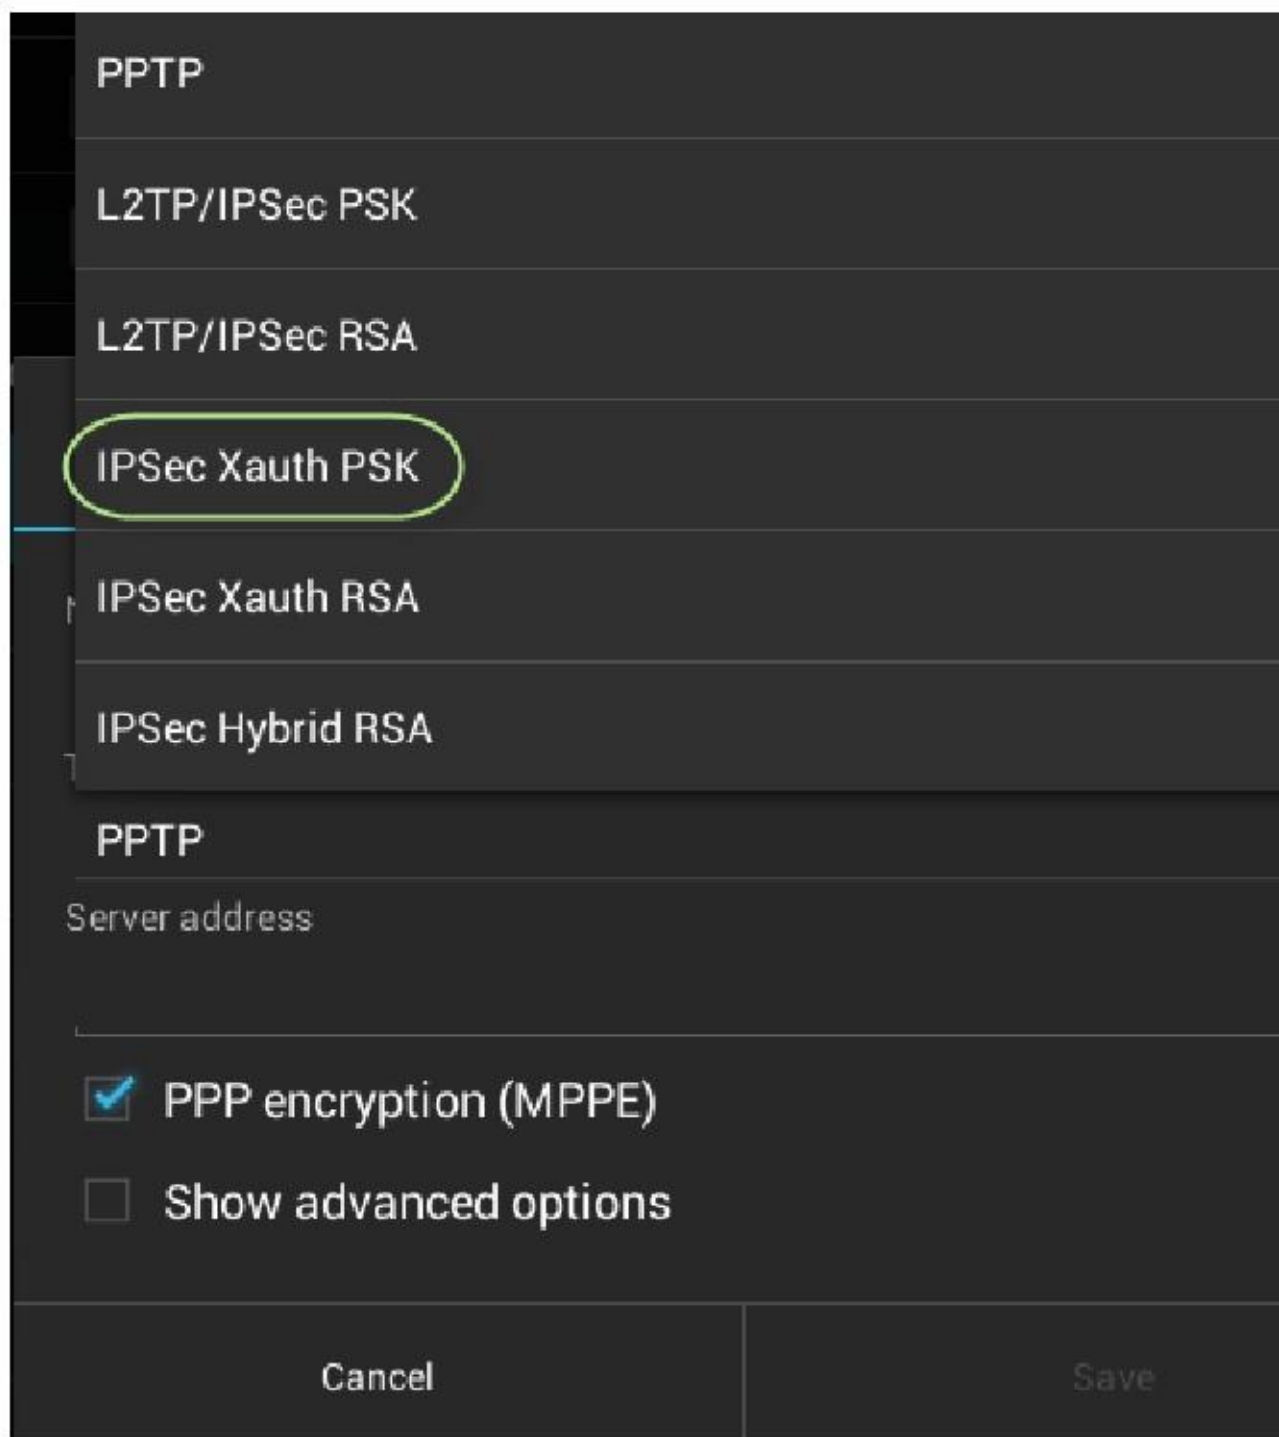 PPTP
L2TP/IPSec PSK
L2TP/IPSec RSA
IPSec Xauth PSK
IPSec Xauth RSA
IPSec Hybrid RSA
PPTP
Server address
PPP encryption (MPPE)
Show advanced options
Cancel
Save